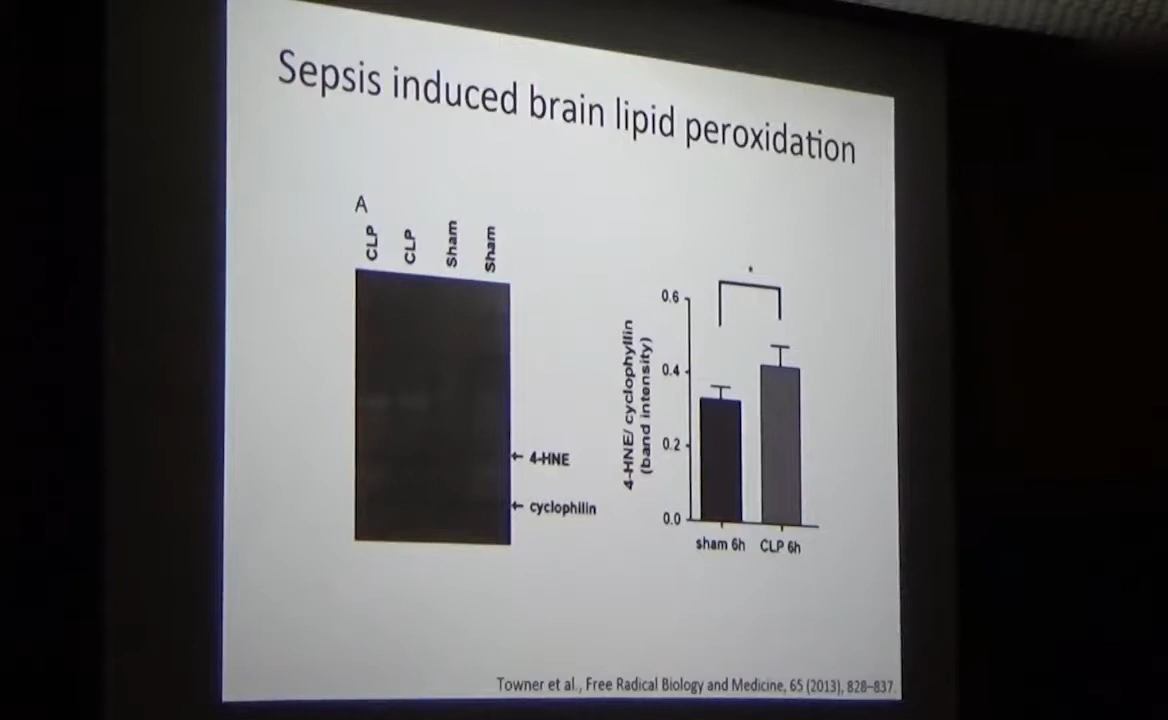 Sepsis induced brain lipid peroxidation
A
CLP CLP Sham Sham
← 4-HNE
← cyclophilin
4-HNE/ cyclophyllin
(band intensity)
*
0.6
0.4
0.2
0.0
sham 6h CLP 6h
Towner et al., Free Radical Biology and Medicine, 65 (2013), 828–837.